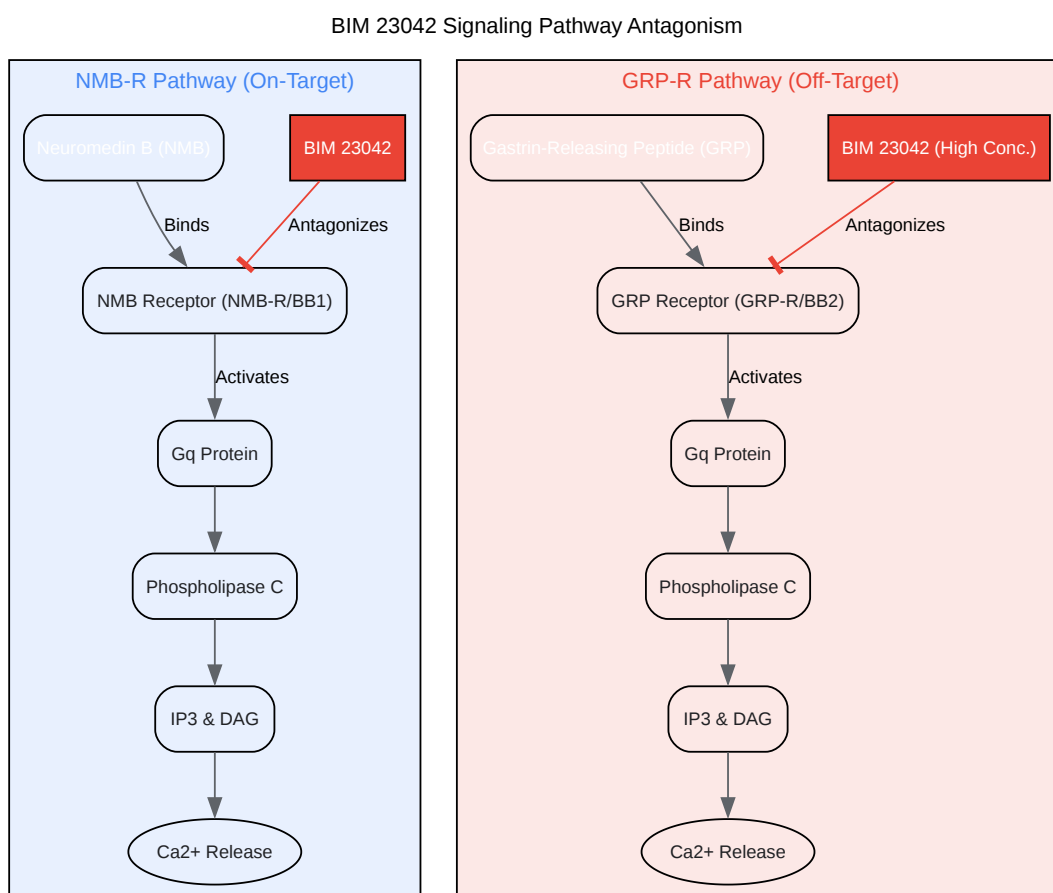 BIM 23042 Signaling Pathway Antagonism
NMB-R Pathway (On-Target)
Neuromedin B (NMB)
BIM 23042
Binds
Antagonizes
NMB Receptor (NMB-R/BB1)
Activates
Gq Protein
Phospholipase C
IP3 & DAG
Ca2+ Release
GRP-R Pathway (Off-Target)
Gastrin-Releasing Peptide (GRP)
BIM 23042 (High Conc.)
Binds
Antagonizes
GRP Receptor (GRP-R/BB2)
Activates
Gq Protein
Phospholipase C
IP3 & DAG
Ca2+ Release